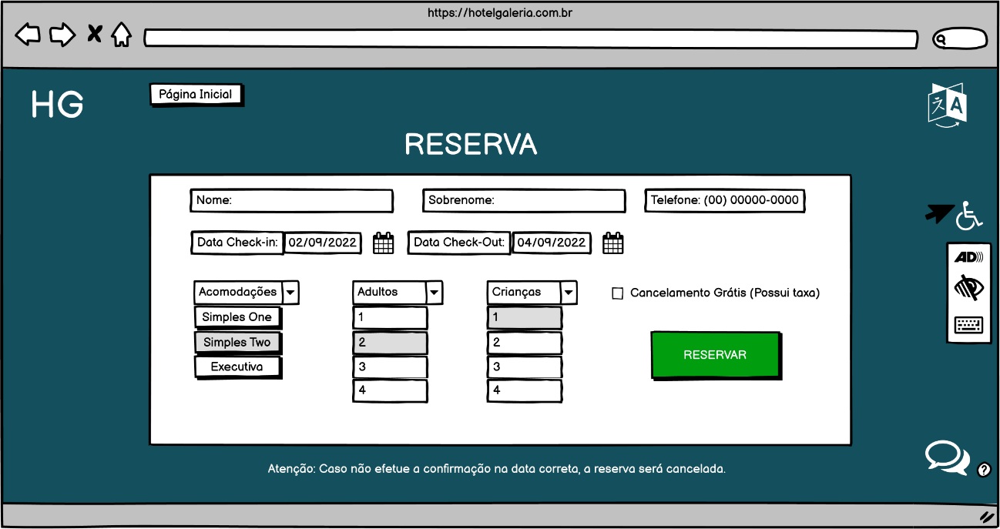 https://hotelgaleria.com.br
HG
Página Inicial
A
RESERVA
Nome:
Sobrenome:
Telefone: (00) 00000-0000
Data Check-in: 02/09/2022
Data Check-Out: 04/09/2022
Acomodações
Simples One
Simples Two
Executiva
Adultos
1
2
3
4
Crianças
1
2
3
4
Cancelamento Grátis (Possui taxa)
RESERVAR
AD
Atenção: Caso não efetue a confirmação na data correta, a reserva será cancelada.
?